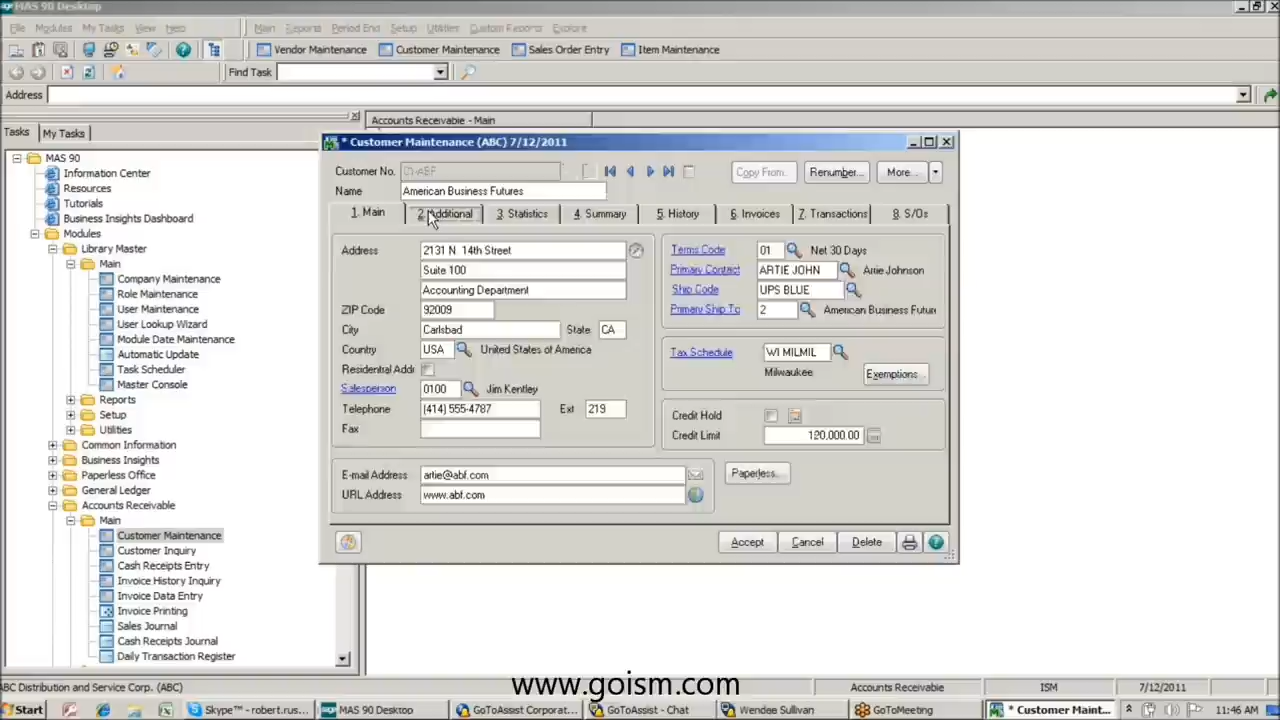 MAS 90 Desktop
File Modules My Tasks View Help Main Reports Period End Setup Utilities Custom Reports Explore
Vendor Maintenance Customer Maintenance Sales Order Entry Item Maintenance
Find Task
Address
Tasks My Tasks
Accounts Receivable - Main
MAS 90
Information Center
Resources
Tutorials
Business Insights Dashboard
Modules
Library Master
Main
Company Maintenance
Role Maintenance
User Maintenance
User Lookup Wizard
Module Date Maintenance
Automatic Update
Task Scheduler
Master Console
Reports
Setup
Utilities
Common Information
Business Insights
Paperless Office
General Ledger
Accounts Receivable
Main
Customer Maintenance
Customer Inquiry
Cash Receipts Entry
Invoice History Inquiry
Invoice Data Entry
Invoice Printing
Sales Journal
Cash Receipts Journal
Daily Transaction Register
* Customer Maintenance (ABC) 7/12/2011
Customer No. 01-ABF Copy From... Renumber... More...
Name American Business Futures
1. Main 2. Additional 3. Statistics 4. Summary 5. History 6. Invoices 7. Transactions 8. S/Os
Address 2131 N. 14th Street
Suite 100
Accounting Department
ZIP Code 92009
City Carlsbad State CA
Country USA United States of America
Residential Addr
Salesperson 0100 Jim Kentley
Telephone (414) 555-4787 Ext 219
Fax
E-mail Address artie@abf.com
URL Address www.abf.com
Terms Code 01 Net 30 Days
Primary Contact ARTIE JOHN Artie Johnson
Ship Code UPS BLUE
Primary Ship To 2 American Business Futur
Tax Schedule WI MILMIL
Milwaukee Exemptions...
Credit Hold
Credit Limit 120,000.00
Paperless...
Accept Cancel Delete
ABC Distribution and Service Corp. (ABC) Accounts Receivable ISM 7/12/2011
www.goism.com
Start Skype™ - robert.rus... MAS 90 Desktop GoToAssist Corporat... GoToAssist - Chat Wendee Sullivan GoToMeeting * Customer Maint... 11:46 AM